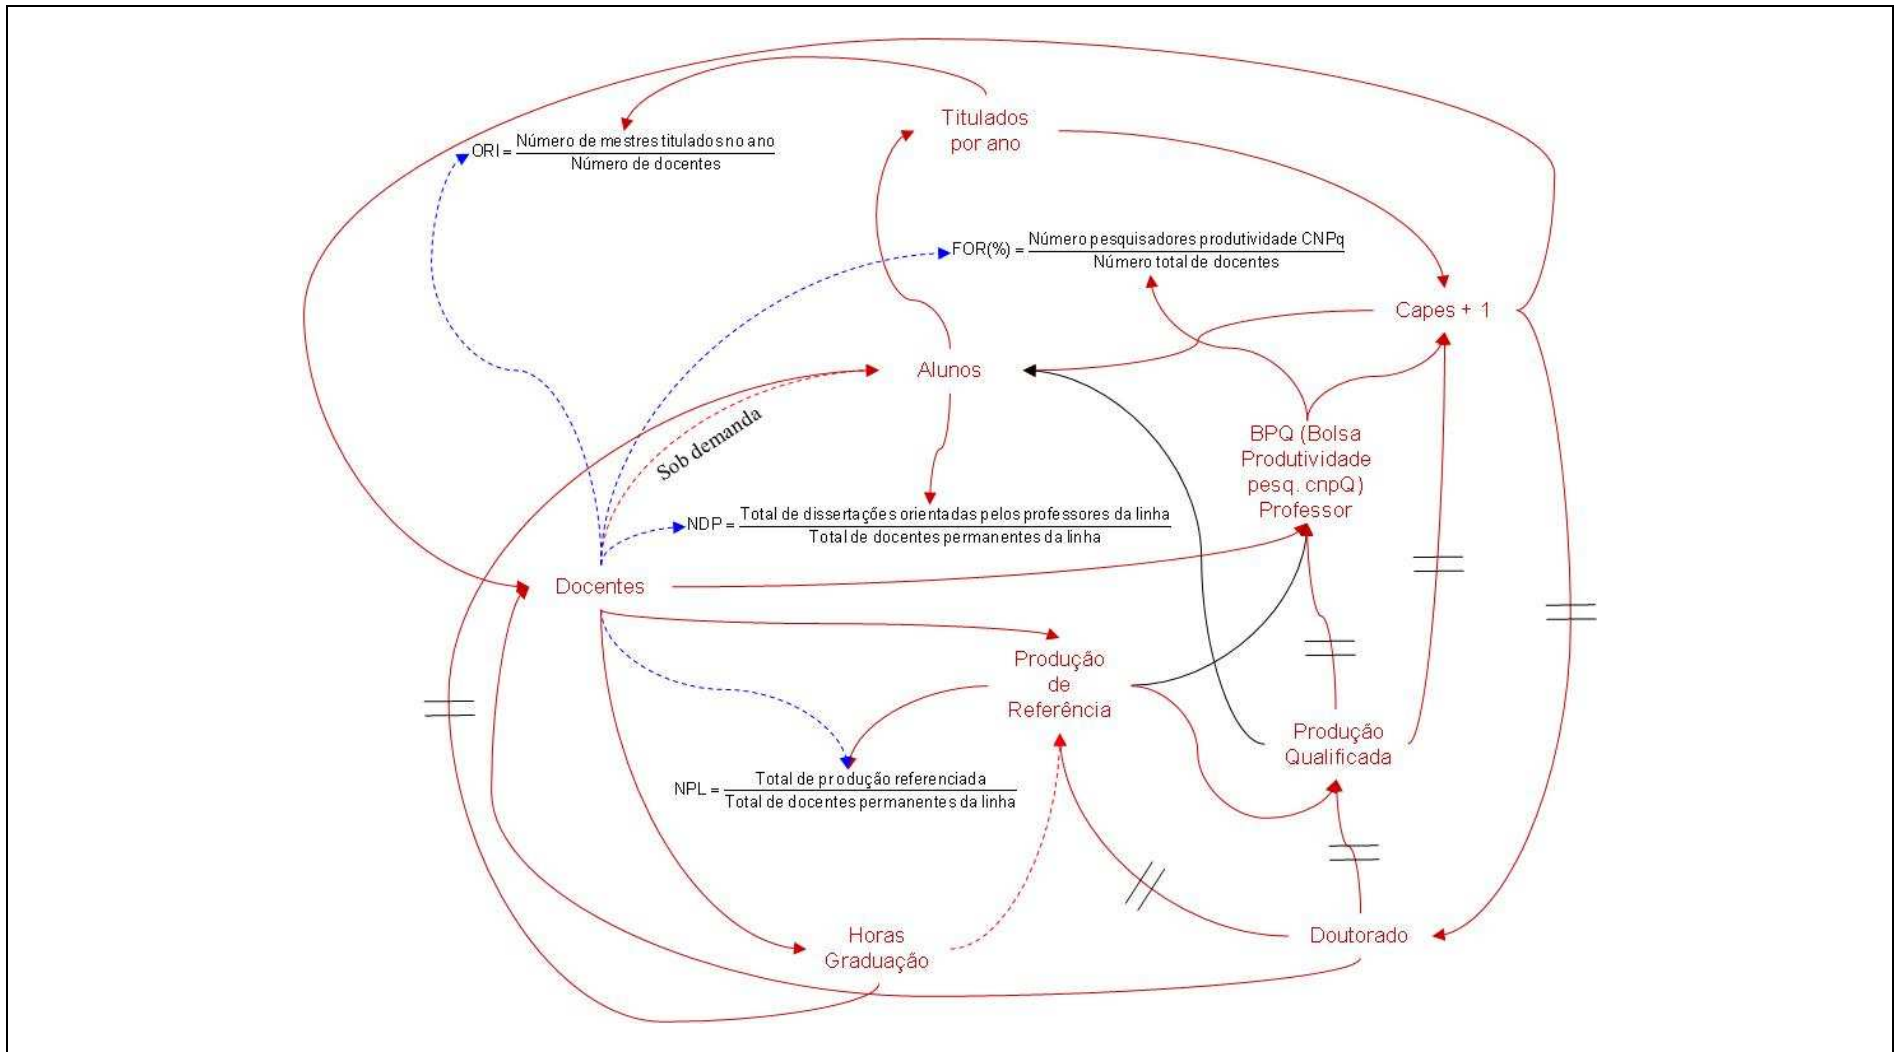 Titulados
por ano
ORI = Número de mestres titulados no ano
Número de docentes
FOR(%) = Número pesquisadores produtividade CNPq
Número total de docentes
Capes + 1
Alunos
Sob demanda
BPQ (Bolsa
Produtividade
pesq. cnpQ)
Professor
NDP = Total de dissertações orientadas pelos professores da linha
Total de docentes permanentes da linha
Docentes
Produção
de
Referência
Produção
Qualificada
NPL = Total de produção referenciada
Total de docentes permanentes da linha
Horas
Graduação
Doutorado